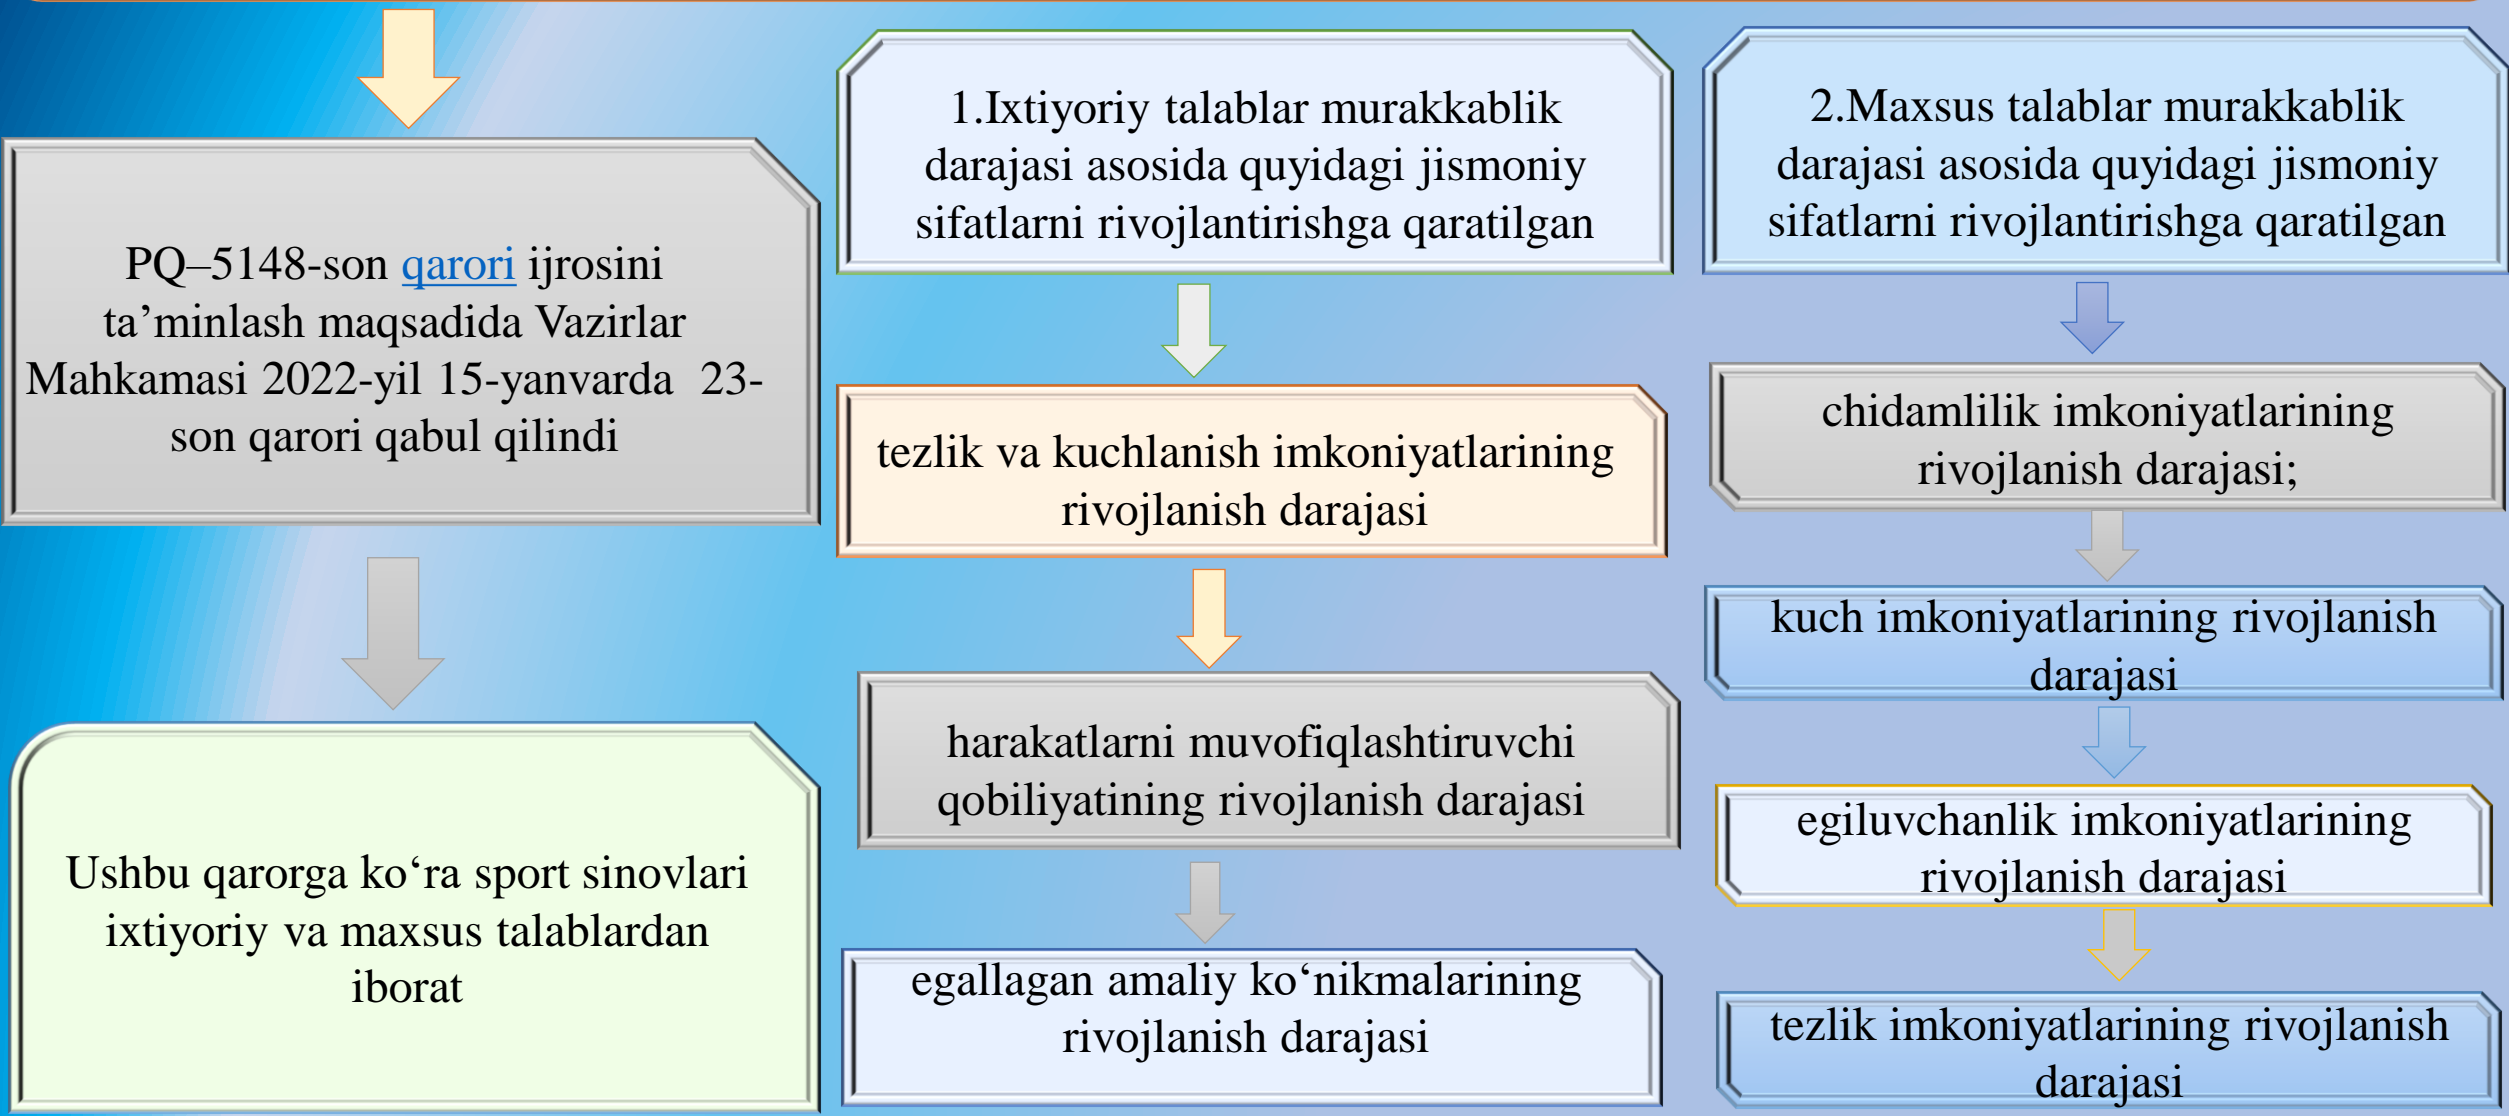 PQ–5148-son qarori ijrosini
ta’minlash maqsadida Vazirlar
Mahkamasi 2022-yil 15-yanvarda 23-
son qarori qabul qilindi
Ushbu qarorga ko‘ra sport sinovlari
ixtiyoriy va maxsus talablardan
iborat
1.Ixtiyoriy talablar murakkablik
darajasi asosida quyidagi jismoniy
sifatlarni rivojlantirishga qaratilgan
tezlik va kuchlanish imkoniyatlarining
rivojlanish darajasi
harakatlarni muvofiqlashtiruvchi
qobiliyatining rivojlanish darajasi
egallagan amaliy ko‘nikmalarining
rivojlanish darajasi
2.Maxsus talablar murakkablik
darajasi asosida quyidagi jismoniy
sifatlarni rivojlantirishga qaratilgan
chidamlilik imkoniyatlarining
rivojlanish darajasi;
kuch imkoniyatlarining rivojlanish
darajasi
egiluvchanlik imkoniyatlarining
rivojlanish darajasi
tezlik imkoniyatlarining rivojlanish
darajasi